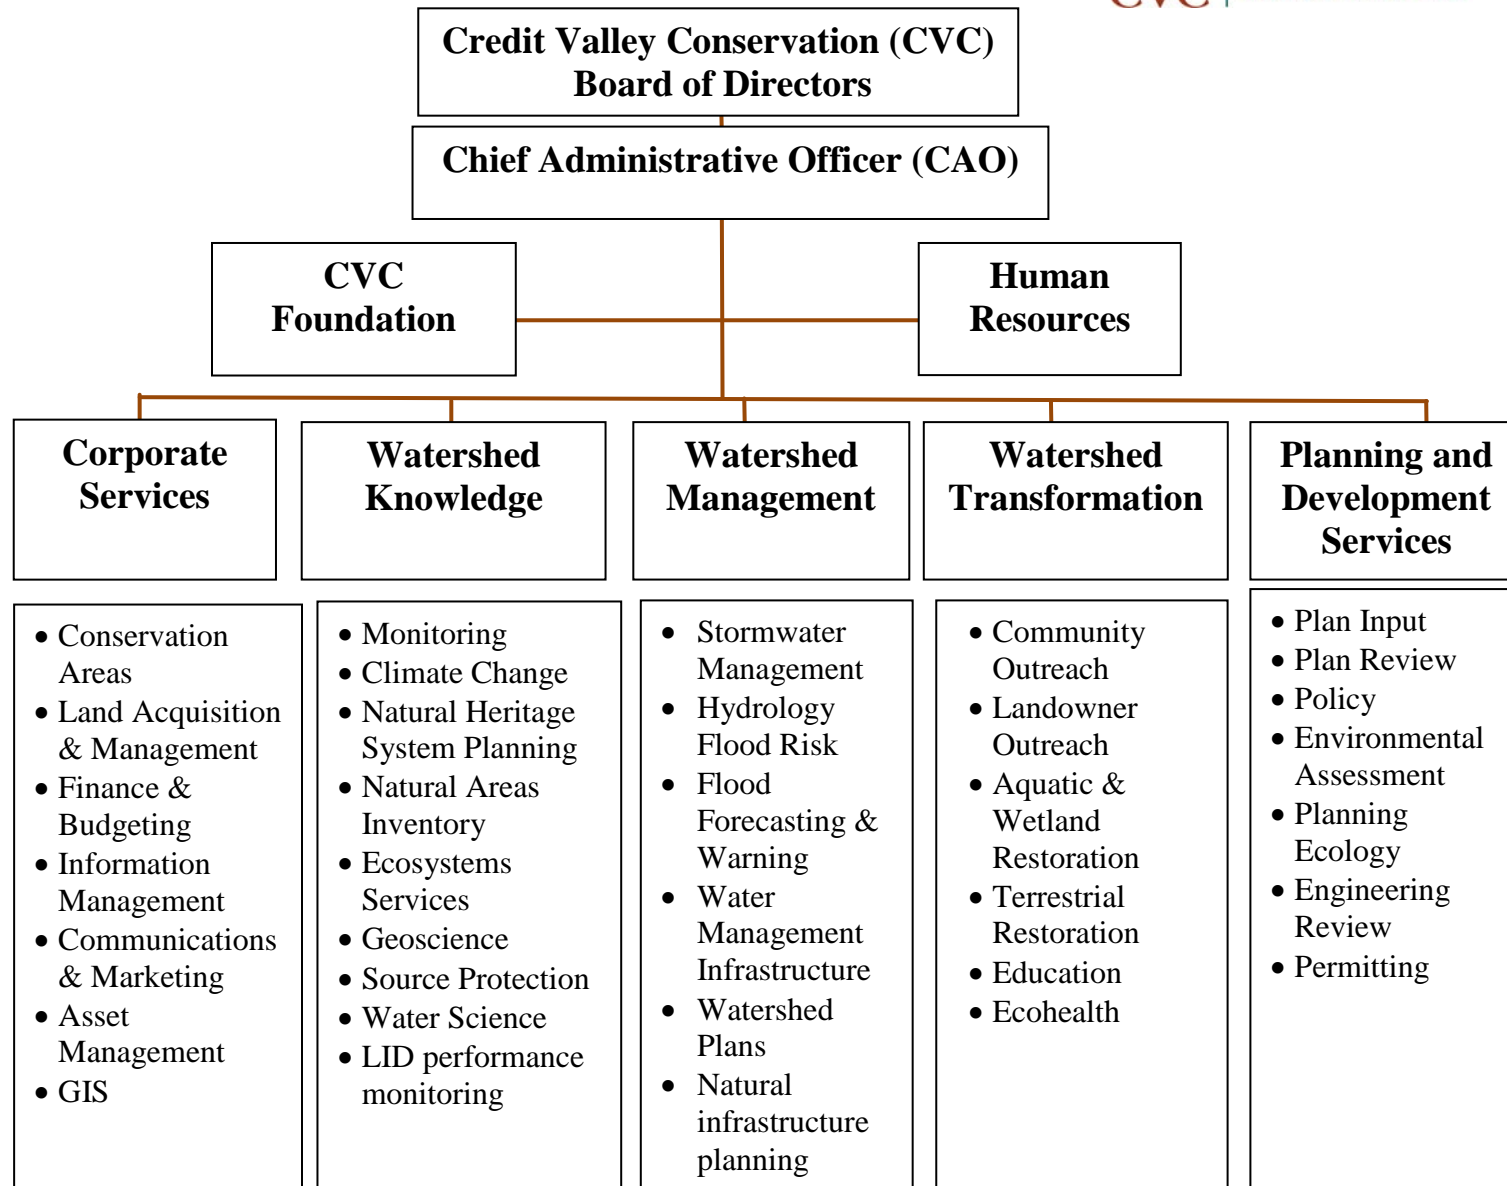 CVC
Credit Valley Conservation (CVC)
Board of Directors
Chief Administrative Officer (CAO)
CVC
Foundation
Human
Resources
Corporate
Services
Watershed
Knowledge
Watershed
Management
Watershed
Transformation
Planning and
Development
Services
• Conservation
Areas
• Land Acquisition
& Management
• Finance &
Budgeting
• Information
Management
• Communications
& Marketing
• Asset
Management
• GIS
• Monitoring
• Climate Change
• Natural Heritage
System Planning
• Natural Areas
Inventory
• Ecosystems
Services
• Geoscience
• Source Protection
• Water Science
• LID performance
monitoring
• Stormwater
Management
• Hydrology
Flood Risk
• Flood
Forecasting &
Warning
• Water
Management
Infrastructure
• Watershed
Plans
• Natural
infrastructure
planning
• Community
Outreach
• Landowner
Outreach
• Aquatic &
Wetland
Restoration
• Terrestrial
Restoration
• Education
• Ecohealth
• Plan Input
• Plan Review
• Policy
• Environmental
Assessment
• Planning
Ecology
• Engineering
Review
• Permitting